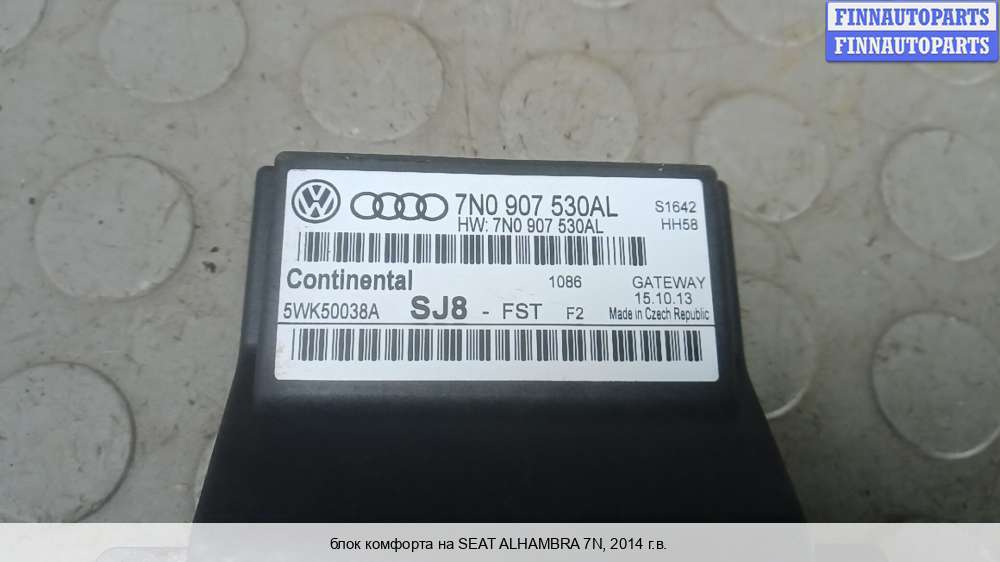 FINNAUTOPARTS
FINNAUTOPARTS
7N0 907 530AL S1642
HW: 7N0 907 530AL HH58
Continental 1086 GATEWAY
15.10.13
5WK50038A SJ8 - FST F2 Made in Czech Republic
блок комфорта на SEAT ALHAMBRA 7N, 2014 г.в.